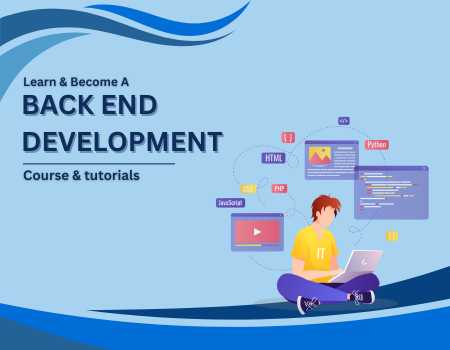 Learn & Become A
BACK END
DEVELOPMENT
Course & tutorials
</>
{ }
Python
HTML
CSS
PHP
JavaScript
{ }
IT